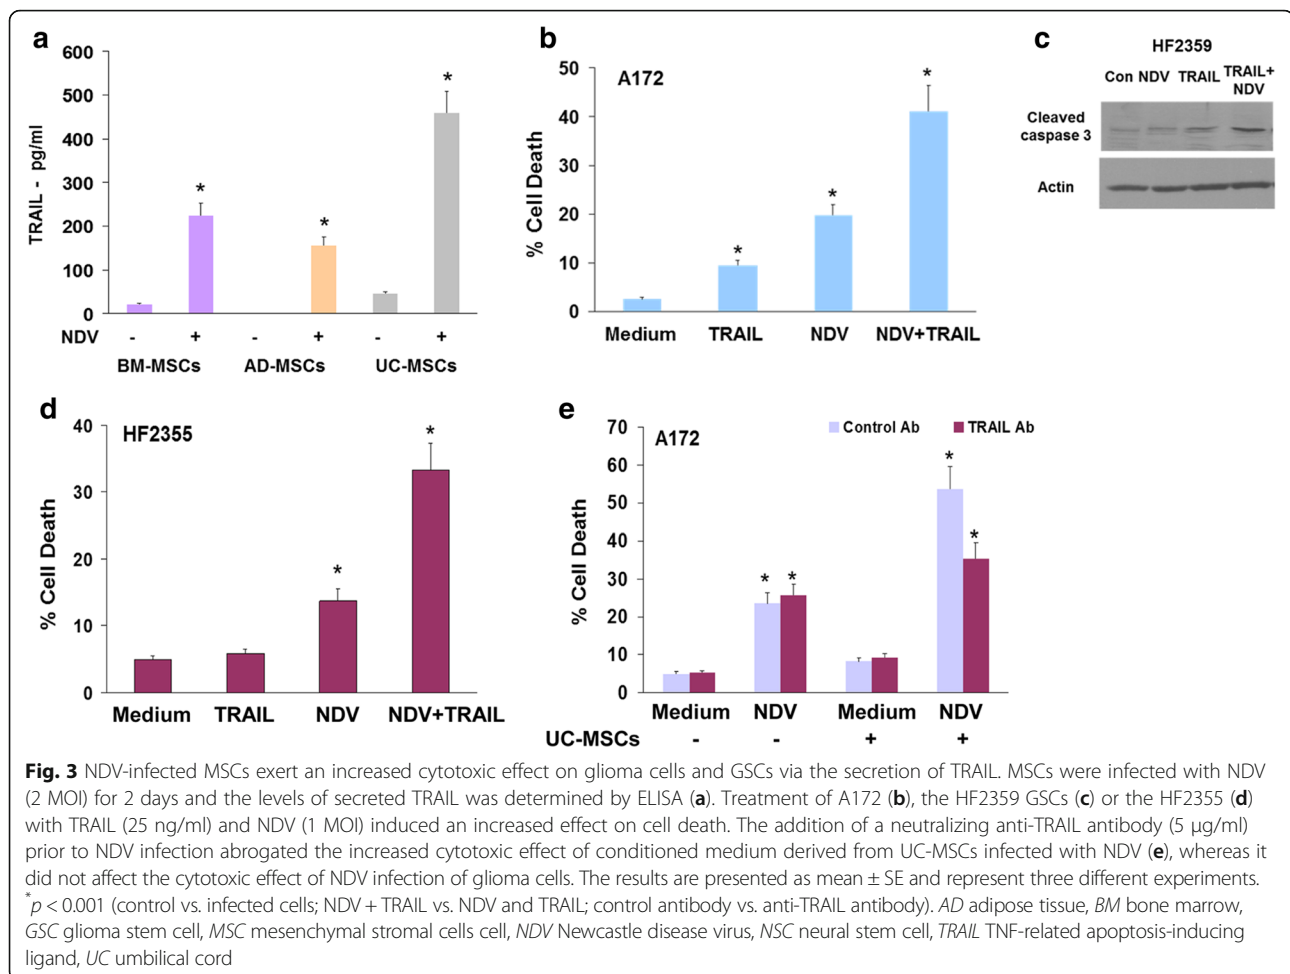 a
600
500
400
300
200
100
0
TRAIL - pg/ml
*
*
*
NDV - + - + - +
BM-MSCs AD-MSCs UC-MSCs
b
A172
50
40
30
20
10
0
% Cell Death
*
*
*
Medium TRAIL NDV NDV+TRAIL
c
HF2359
Con NDV TRAIL TRAIL+
NDV
Cleaved
caspase 3
Actin
d
HF2355
40
30
20
10
0
% Cell Death
*
*
Medium TRAIL NDV NDV+TRAIL
e
A172
Control Ab TRAIL Ab
70
60
50
40
30
20
10
0
% Cell Death
* *
*
*
Medium NDV Medium NDV
UC-MSCs - - + +
Fig. 3 NDV-infected MSCs exert an increased cytotoxic effect on glioma cells and GSCs via the secretion of TRAIL. MSCs were infected with NDV
(2 MOI) for 2 days and the levels of secreted TRAIL was determined by ELISA (a). Treatment of A172 (b), the HF2359 GSCs (c) or the HF2355 (d)
with TRAIL (25 ng/ml) and NDV (1 MOI) induced an increased effect on cell death. The addition of a neutralizing anti-TRAIL antibody (5 μg/ml)
prior to NDV infection abrogated the increased cytotoxic effect of conditioned medium derived from UC-MSCs infected with NDV (e), whereas it
did not affect the cytotoxic effect of NDV infection of glioma cells. The results are presented as mean ± SE and represent three different experiments.
*p < 0.001 (control vs. infected cells; NDV + TRAIL vs. NDV and TRAIL; control antibody vs. anti-TRAIL antibody). AD adipose tissue, BM bone marrow,
GSC glioma stem cell, MSC mesenchymal stromal cells cell, NDV Newcastle disease virus, NSC neural stem cell, TRAIL TNF-related apoptosis-inducing
ligand, UC umbilical cord